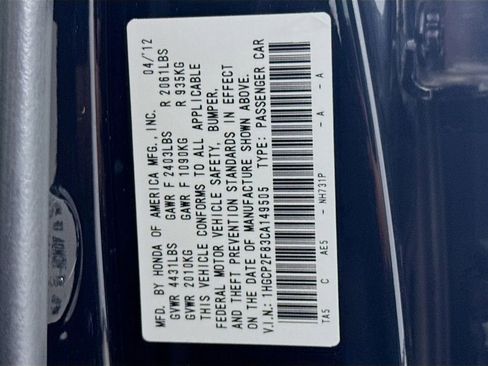 MFD. BY HONDA OF AMERICA MFG., INC. 04/'12
GVWR 4431LBS GAWR F 2403LBS R 2061LBS
GVWR 2010KG GAWR F 1090KG R 935KG
THIS VEHICLE CONFORMS TO ALL APPLICABLE
FEDERAL MOTOR VEHICLE SAFETY, BUMPER,
AND THEFT PREVENTION STANDARDS IN EFFECT
ON THE DATE OF MANUFACTURE SHOWN ABOVE.
V.I.N.: 1HGCP2F83CA149505 TYPE: PASSENGER CAR
TA5 C AE5 - NH731P - A - A